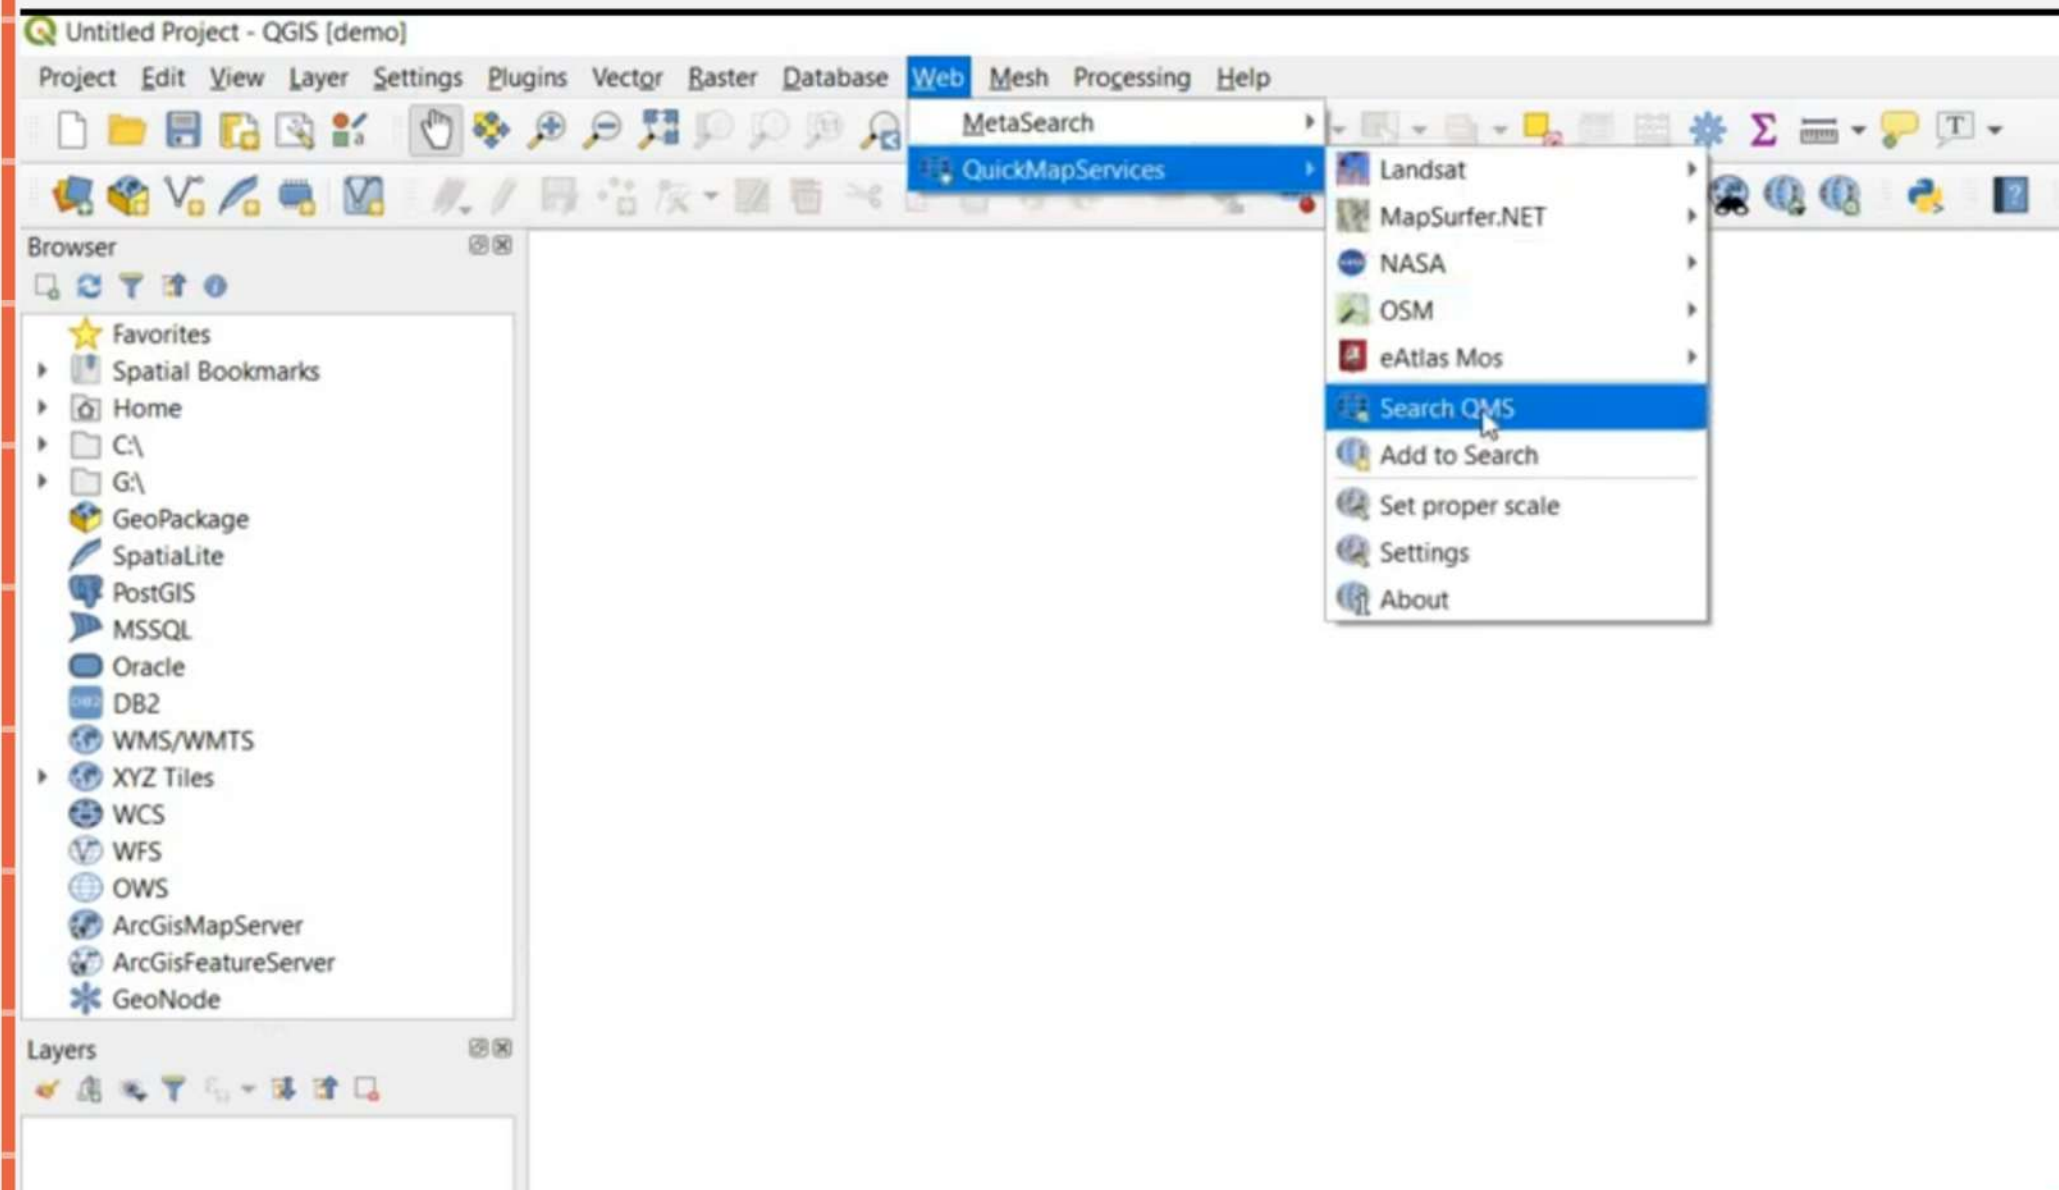 Untitled Project - QGIS [demo]
Project Edit View Layer Settings Plugins Vector Raster Database Web Mesh Processing Help
MetaSearch
QuickMapServices
Landsat
MapSurfer.NET
NASA
OSM
eAtlas Mos
Search QMS
Add to Search
Set proper scale
Settings
About
Browser
Favorites
Spatial Bookmarks
Home
C:\
G:\
GeoPackage
SpatiaLite
PostGIS
MSSQL
Oracle
DB2
WMS/WMTS
XYZ Tiles
WCS
WFS
OWS
ArcGisMapServer
ArcGisFeatureServer
GeoNode
Layers